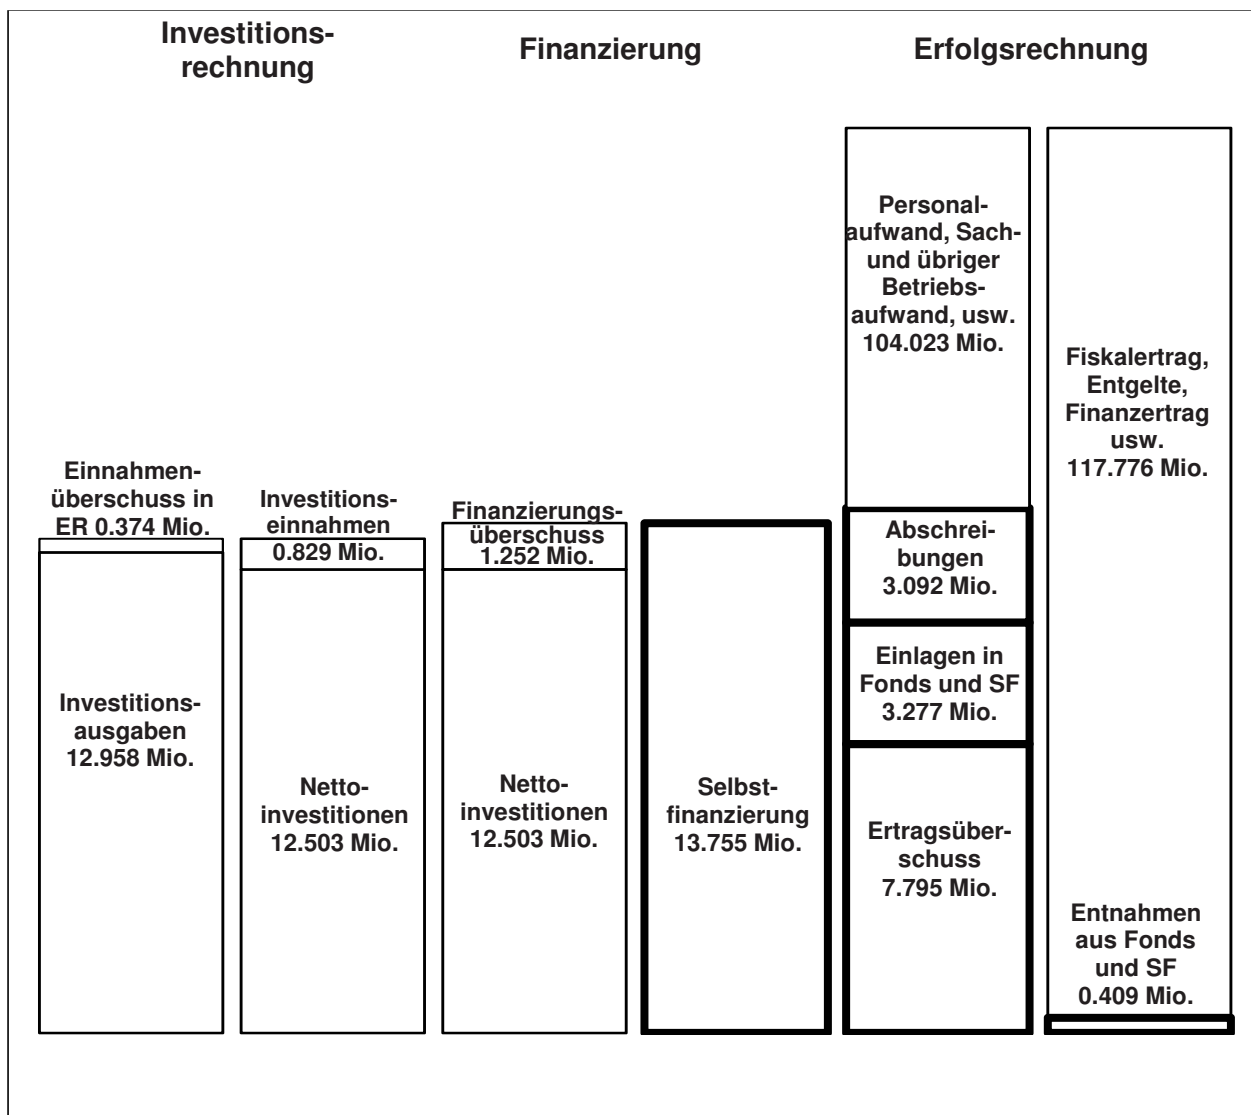 Investitions-
rechnung
Finanzierung
Erfolgsrechnung
Einnahmen-
überschuss in
ER 0.374 Mio.
Investitions-
ausgaben
12.958 Mio.
Investitions-
einnahmen
0.829 Mio.
Netto-
investitionen
12.503 Mio.
Finanzierungs-
überschuss
1.252 Mio.
Netto-
investitionen
12.503 Mio.
Selbst-
finanzierung
13.755 Mio.
Personal-
aufwand, Sach-
und übriger
Betriebs-
aufwand, usw.
104.023 Mio.
Abschrei-
bungen
3.092 Mio.
Einlagen in
Fonds und SF
3.277 Mio.
Ertragsüber-
schuss
7.795 Mio.
Fiskalertrag,
Entgelte,
Finanzertrag
usw.
117.776 Mio.
Entnahmen
aus Fonds
und SF
0.409 Mio.